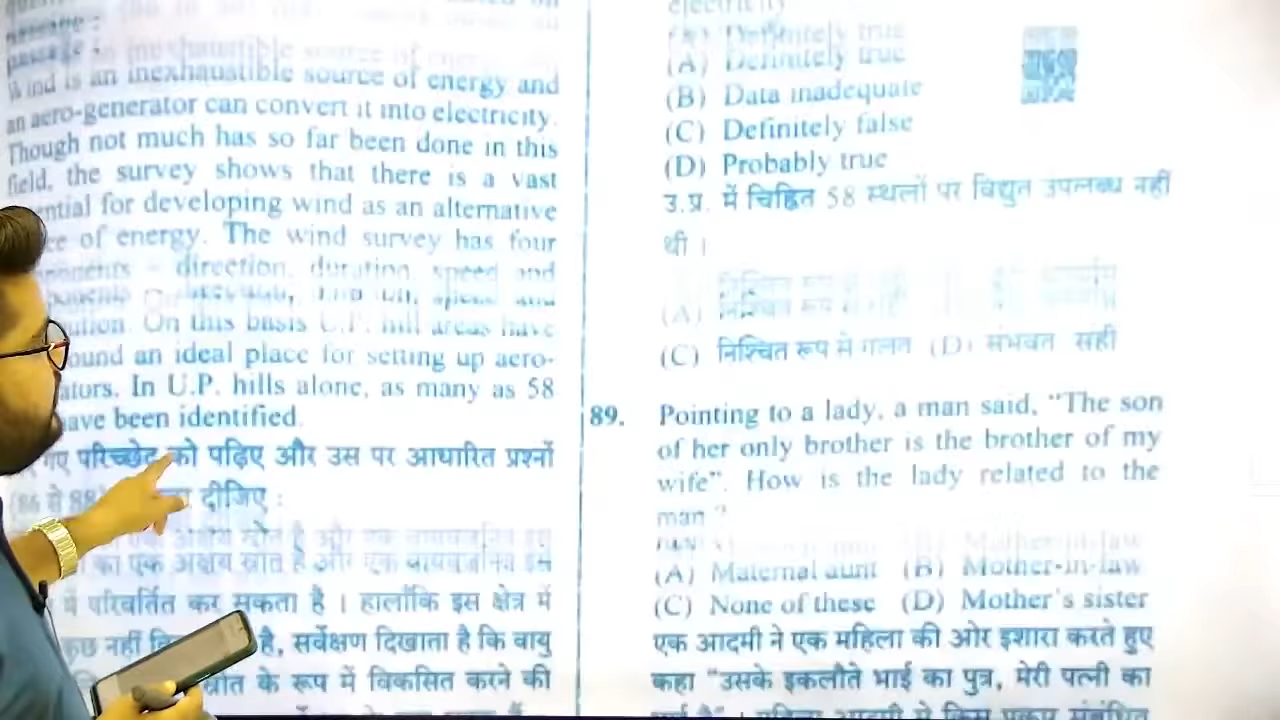 Wind is an inexhaustible source of energy and
an aero-generator can convert it into electricity.
Though not much has so far been done in this
field, the survey shows that there is a vast
for developing wind as an alternative
of energy. The wind survey has four
direction, duration, speed and
On this basis U.P. hill areas have
an ideal place for setting up aero-
In U.P. hills alone, as many as 58
have been identified.
परिच्छेद को पढ़िए और उस पर आधारित प्रश्नों
दीजिए :
का एक अक्षय स्रोत है और एक
में परिवर्तित कर सकता है । हालाँकि इस क्षेत्र में
कुछ नहीं है, सर्वेक्षण दिखाता है कि वायु
स्रोत के रूप में विकसित करने की
electricity
(A) Definitely true
(B) Data inadequate
(C) Definitely false
(D) Probably true
उ.प्र. में चिह्नित 58 स्थलों पर विद्युत उपलब्ध नहीं
थी ।
(A)
(C) निश्चित रूप से गलत (D) संभवत सही
89. Pointing to a lady, a man said, "The son
of her only brother is the brother of my
wife". How is the lady related to the
man ?
(A) Maternal aunt (B) Mother-in-law
(C) None of these (D) Mother's sister
एक आदमी ने एक महिला की ओर इशारा करते हुए
कहा "उसके इकलौते भाई का पुत्र, मेरी पत्नी का